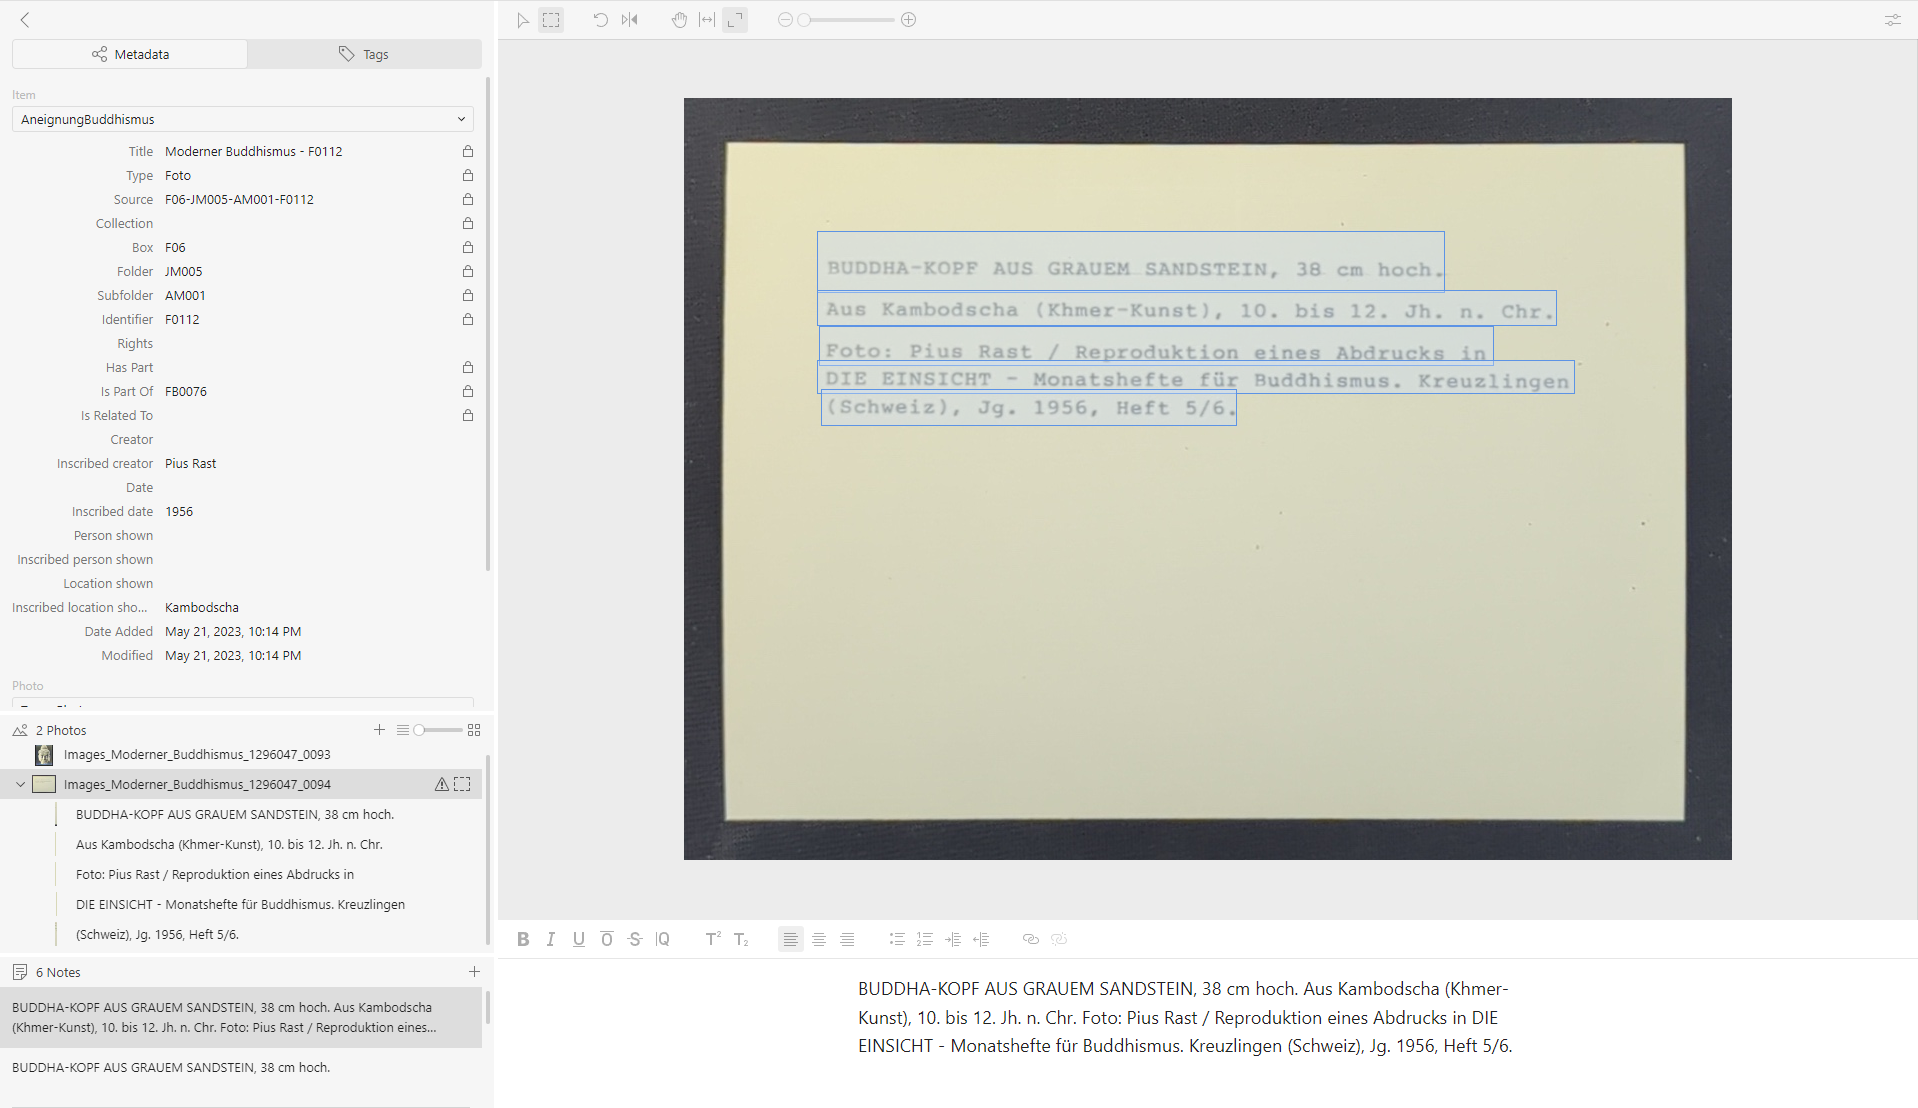 Metadata
Tags
Item
AneignungBuddhismus
Title Moderner Buddhismus - F0112
Type Foto
Source F06-JM005-AM001-F0112
Collection
Box F06
Folder JM005
Subfolder AM001
Identifier F0112
Rights
Has Part
Is Part Of FB0076
Is Related To
Creator
Inscribed creator Pius Rast
Date
Inscribed date 1956
Person shown
Inscribed person shown
Location shown
Inscribed location sho... Kambodscha
Date Added May 21, 2023, 10:14 PM
Modified May 21, 2023, 10:14 PM
Photo
2 Photos
Images_Moderner_Buddhismus_1296047_0093
Images_Moderner_Buddhismus_1296047_0094
BUDDHA-KOPF AUS GRAUEM SANDSTEIN, 38 cm hoch.
Aus Kambodscha (Khmer-Kunst), 10. bis 12. Jh. n. Chr.
Foto: Pius Rast / Reproduktion eines Abdrucks in
DIE EINSICHT - Monatshefte für Buddhismus. Kreuzlingen
(Schweiz), Jg. 1956, Heft 5/6.
6 Notes
BUDDHA-KOPF AUS GRAUEM SANDSTEIN, 38 cm hoch. Aus Kambodscha
(Khmer-Kunst), 10. bis 12. Jh. n. Chr. Foto: Pius Rast / Reproduktion eines...
BUDDHA-KOPF AUS GRAUEM SANDSTEIN, 38 cm hoch.
BUDDHA-KOPF AUS GRAUEM SANDSTEIN, 38 cm hoch.
Aus Kambodscha (Khmer-Kunst), 10. bis 12. Jh. n. Chr.
Foto: Pius Rast / Reproduktion eines Abdrucks in
DIE EINSICHT - Monatshefte für Buddhismus. Kreuzlingen
(Schweiz), Jg. 1956, Heft 5/6.
B I U O S Q T² T₂
BUDDHA-KOPF AUS GRAUEM SANDSTEIN, 38 cm hoch. Aus Kambodscha (Khmer-
Kunst), 10. bis 12. Jh. n. Chr. Foto: Pius Rast / Reproduktion eines Abdrucks in DIE
EINSICHT - Monatshefte für Buddhismus. Kreuzlingen (Schweiz), Jg. 1956, Heft 5/6.